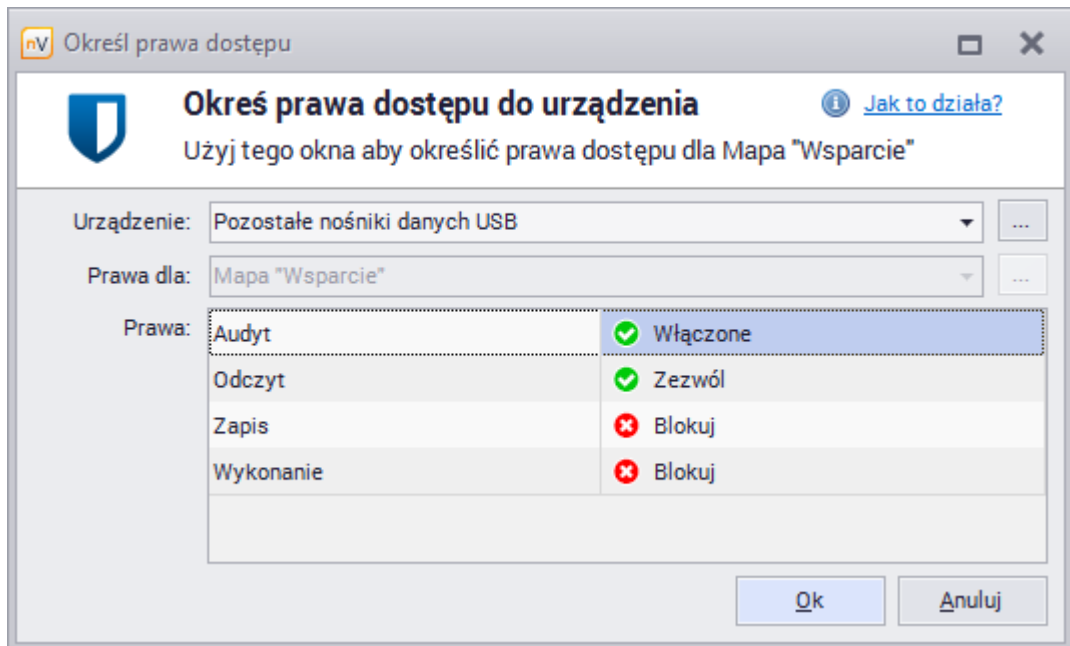 nV Określ prawa dostępu
Okreś prawa dostępu do urządzenia
Jak to działa?
Użyj tego okna aby określić prawa dostępu dla Mapa "Wsparcie"
Urządzenie: Pozostałe nośniki danych USB ...
Prawa dla: Mapa "Wsparcie" ...
Prawa: Audyt Włączone
Odczyt Zezwól
Zapis Blokuj
Wykonanie Blokuj
Ok Anuluj